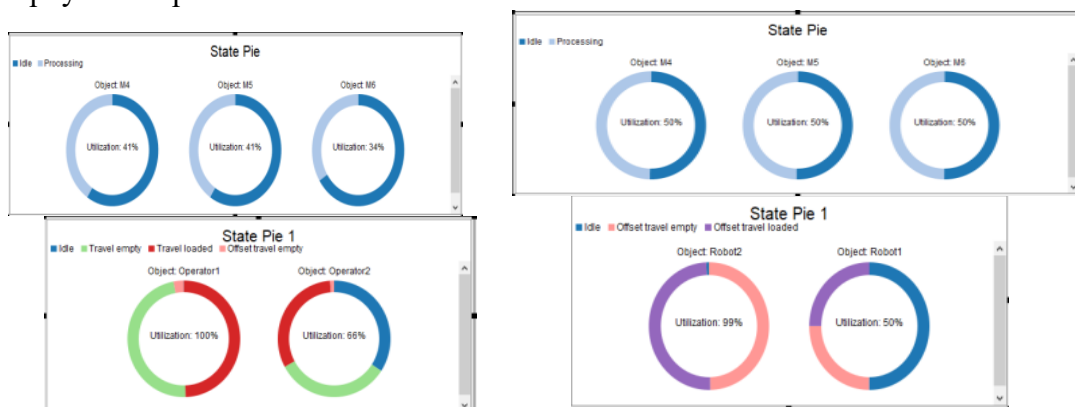 State Pie
Idle Processing
Object: M4 Object: M5 Object: M6
Utilization: 41% Utilization: 41% Utilization: 34%
State Pie 1
Idle Travel empty Travel loaded Offset travel empty
Object: Operator1 Object: Operator2
Utilization: 100% Utilization: 66%
State Pie
Idle Processing
Object: M4 Object: M5 Object: M6
Utilization: 50% Utilization: 50% Utilization: 50%
State Pie 1
Idle Offset travel empty Offset travel loaded
Object: Robot2 Object: Robot1
Utilization: 99% Utilization: 50%